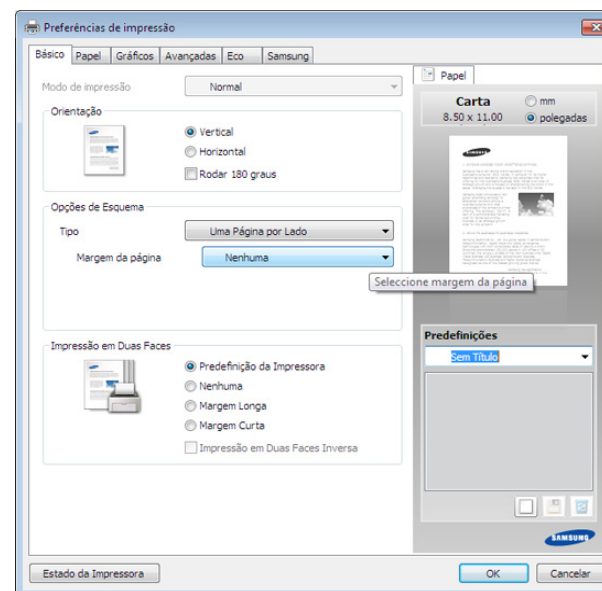 Preferências de impressão
Básico Papel Gráficos Avançadas Eco Samsung
Modo de impressão Normal
Orientação
Vertical
Horizontal
Rodar 180 graus
Opções de Esquema
Tipo Uma Página por Lado
Margem da página Nenhuma
Seleccione margem da página
Impressão em Duas Faces
Predefinição da Impressora
Nenhuma
Margem Longa
Margem Curta
Impressão em Duas Faces Inversa
Papel
Carta mm
8.50 x 11.00 polegadas
SAMSUNG
Predefinições
Sem Título
SAMSUNG
Estado da Impressora OK Cancelar